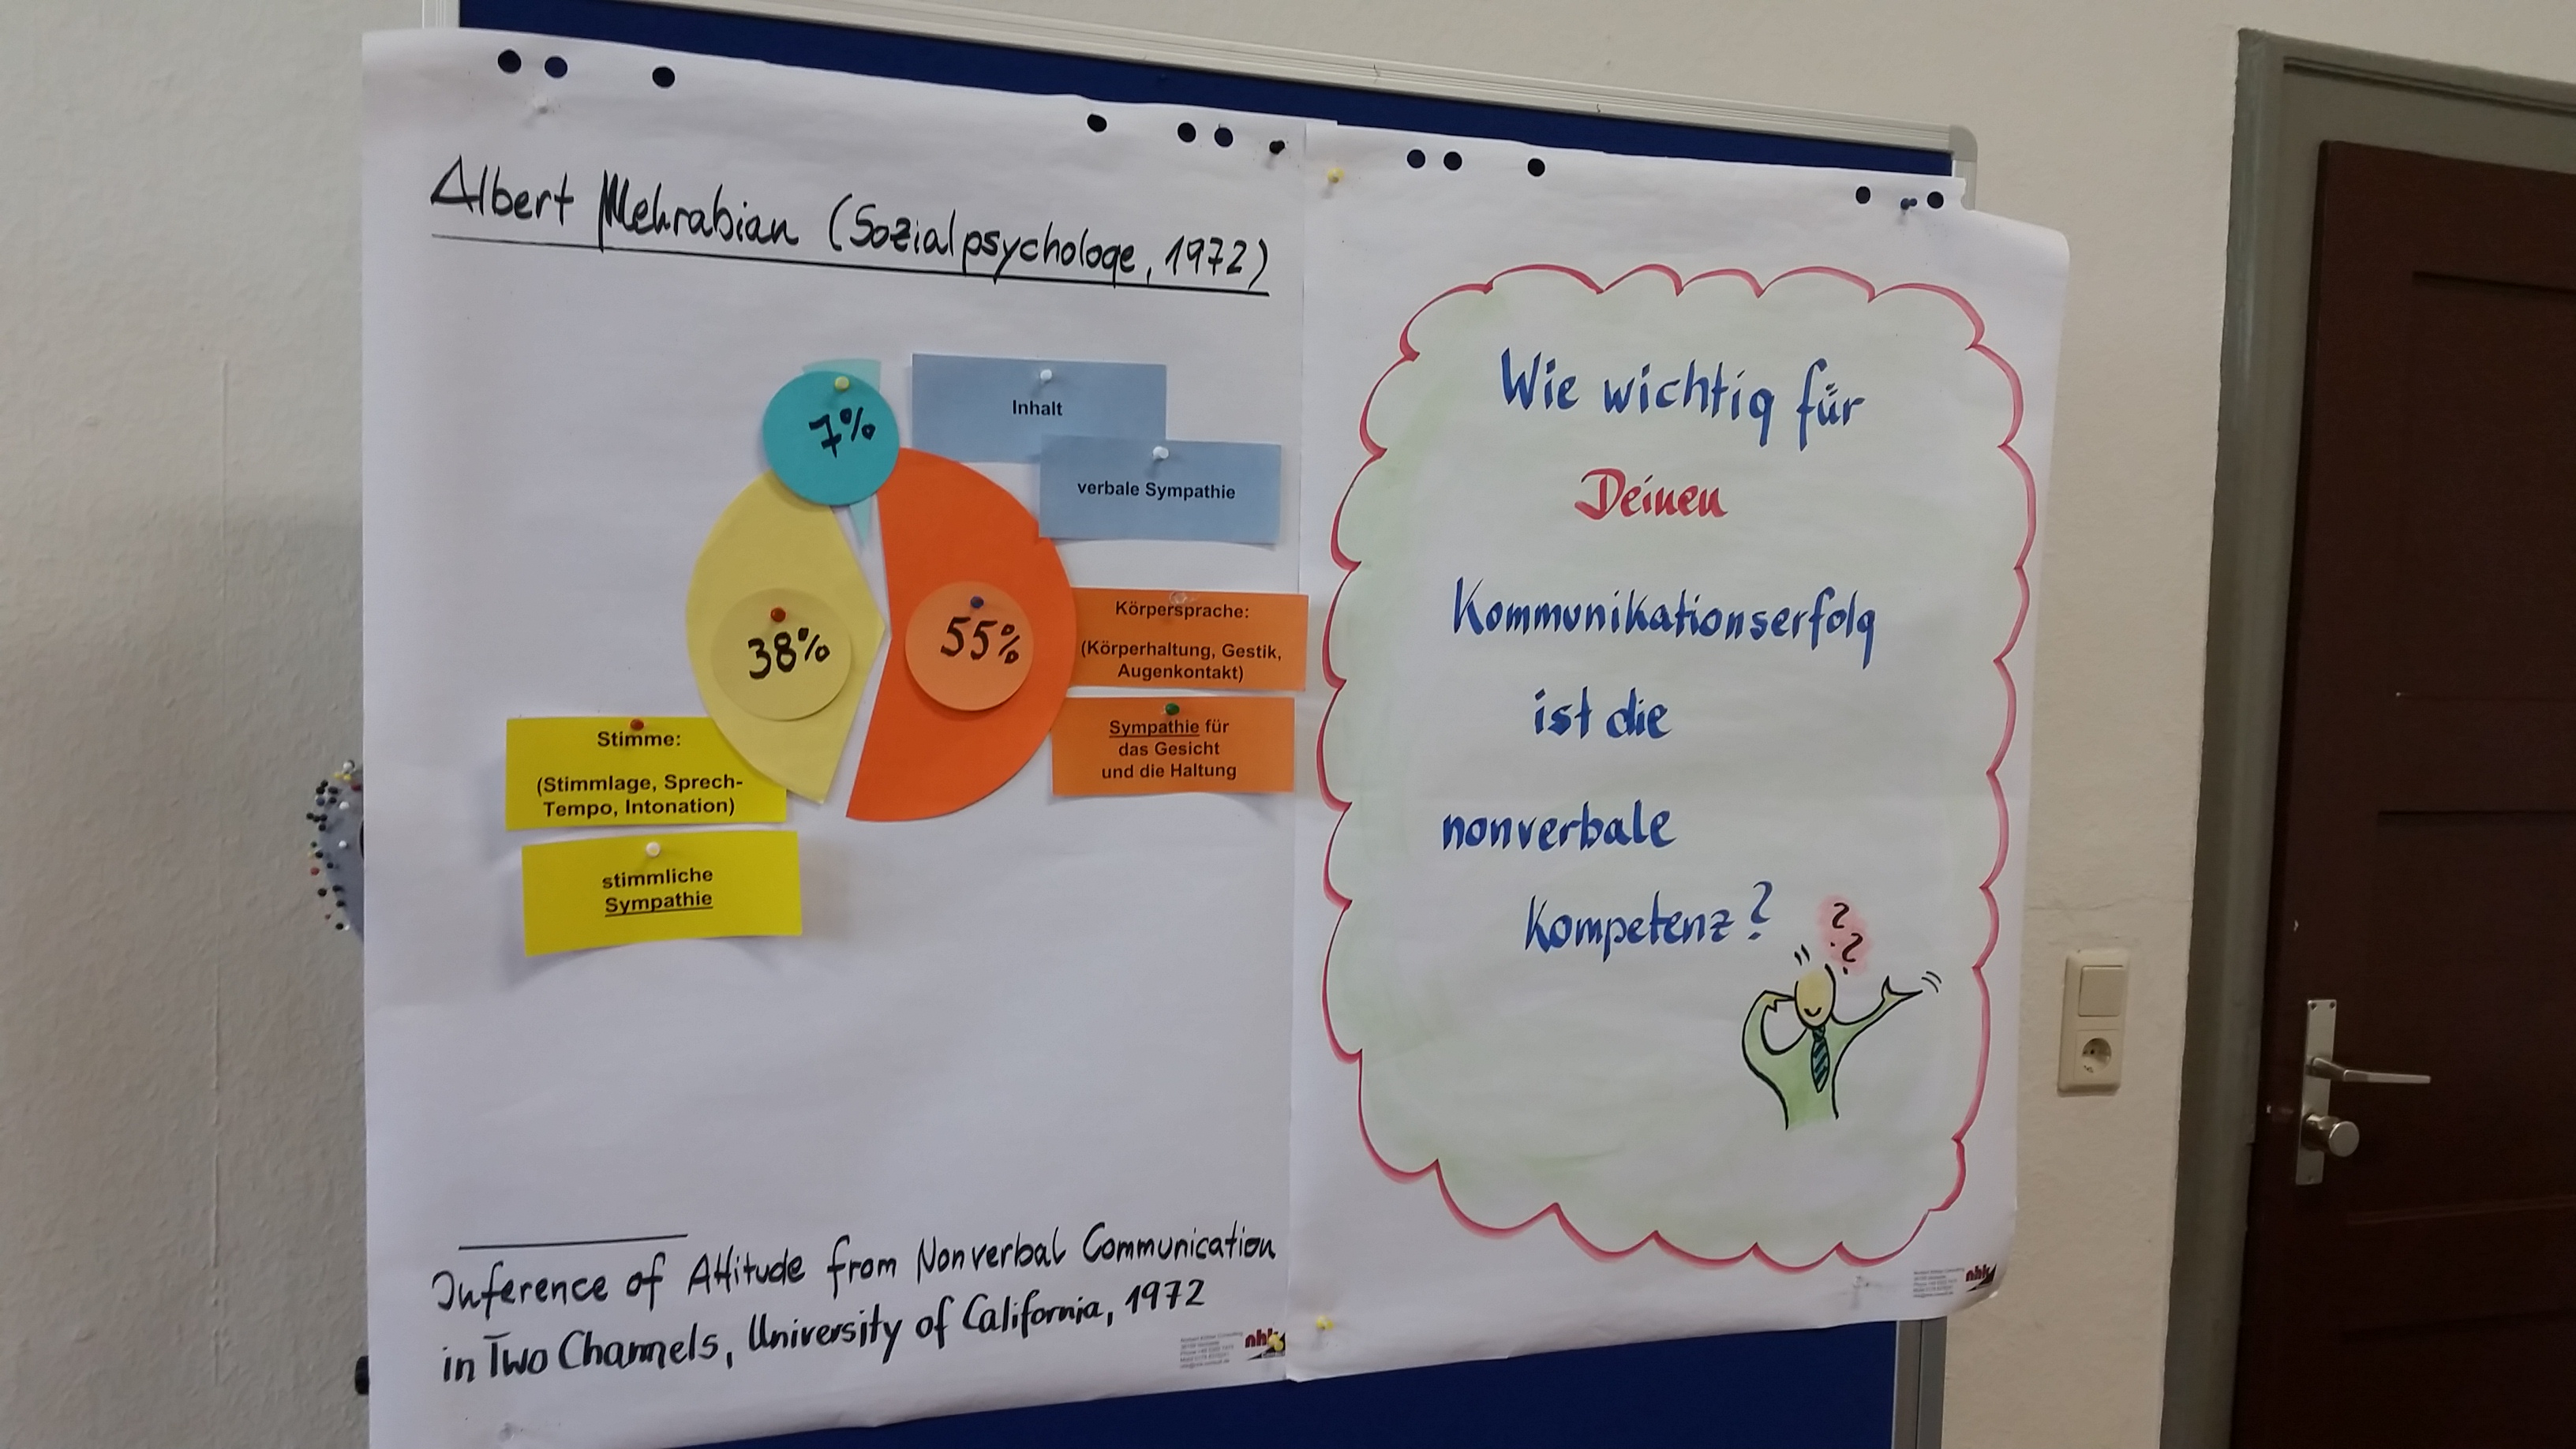 Albert Mehrabian (Sozialpsychologe, 1972)
7%
Inhalt
verbale Sympathie
38%
55%
Körpersprache:
(Körperhaltung, Gestik,
Augenkontakt)
Sympathie für
das Gesicht
und die Haltung
Stimme:
(Stimmlage, Sprech-
Tempo, Intonation)
stimmliche
Sympathie
Inference of Attitude from Nonverbal Communication
in Two Channels, University of California, 1972
nhk
Wie wichtig für
Deinen
Kommunikationserfolg
ist die
nonverbale
Kompetenz?
? ?
nhk